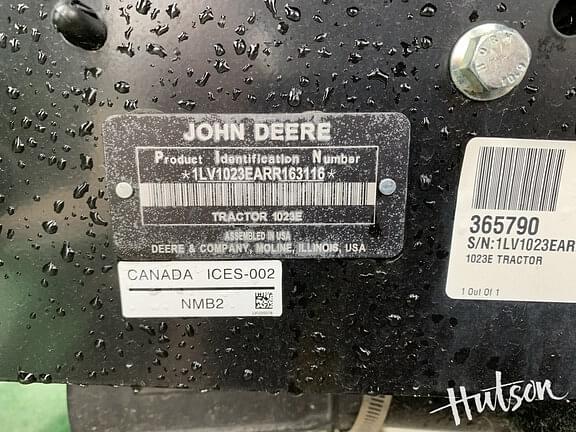 JOHN DEERE
Product Identification Number
*1LV1023EARR163116*
TRACTOR 1023E
ASSEMBLED IN USA
DEERE & COMPANY, MOLINE, ILLINOIS, USA
CANADA ICES-002
NMB2
365790
S/N:1LV1023EAR
1023E TRACTOR
1 Out Of 1
Hutson